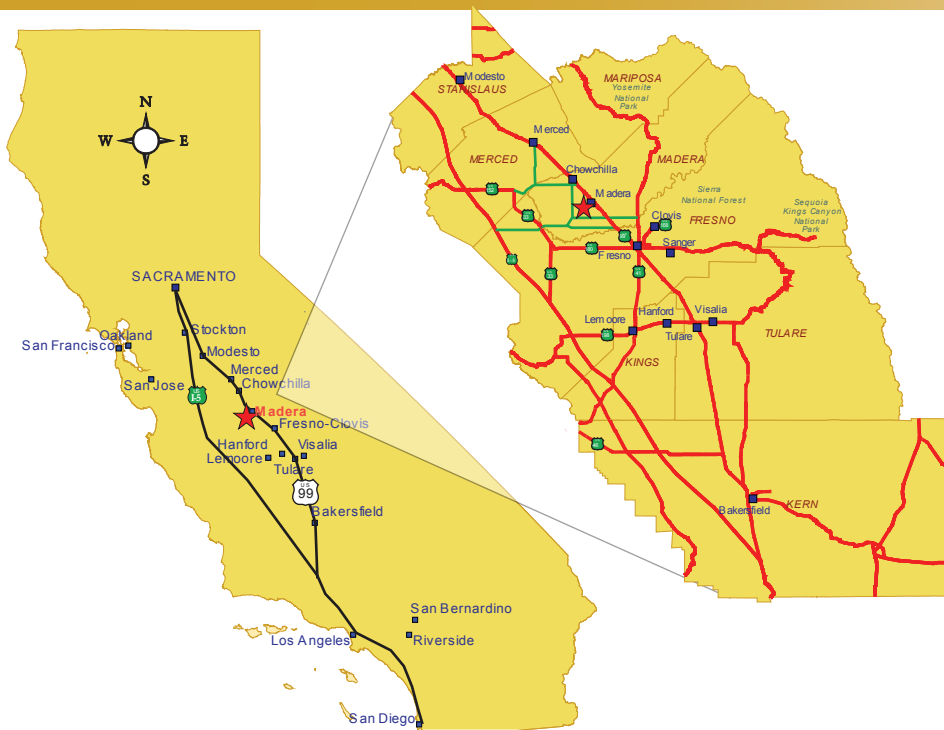 N
W
E
S
SACRAMENTO
Stockton
Oakland
San Francisco
Modesto
San Jose
Merced
Chowchilla
I-5
Madera
Fresno-Clovis
Hanford
Visalia
Lemoore
Tulare
US
99
Bakersfield
San Bernardino
Los Angeles
Riverside
San Diego
Modesto
STANISLAUS
MARIPOSA
Yosemite
National
Park
Merced
MERCED
MADERA
Chowchilla
Madera
Sierra
National Forest
Sequoia
Kings Canyon
National
Park
Clovis
FRESNO
Fresno
Sanger
41
Lemoore
Hanford
Visalia
Tulare
TULARE
KINGS
Bakersfield
KERN